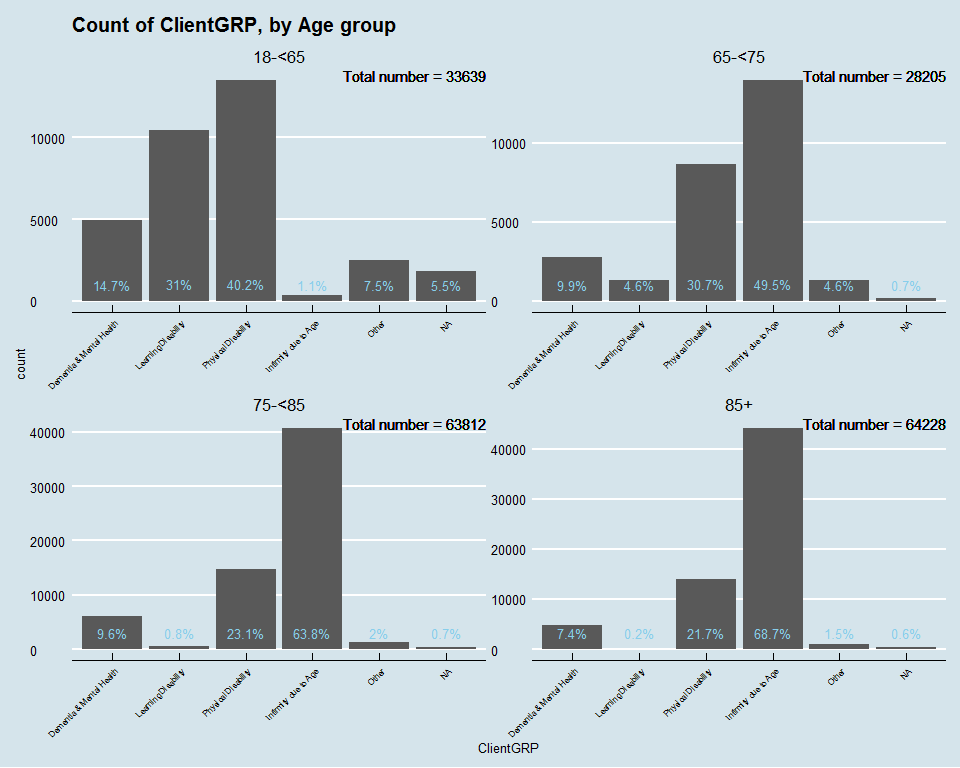 Count of ClientGRP, by Age group
18-<65
Total number = 33639
10000
5000
0
14.7%
31%
40.2%
1.1%
7.5%
5.5%
Dementia & Mental Health
Learning Disability
Physical Disability
Infirmity due to Age
Other
NA
65-<75
Total number = 28205
10000
5000
0
9.9%
4.6%
30.7%
49.5%
4.6%
0.7%
Dementia & Mental Health
Learning Disability
Physical Disability
Infirmity due to Age
Other
NA
count
75-<85
Total number = 63812
40000
30000
20000
10000
0
9.6%
0.8%
23.1%
63.8%
2%
0.7%
Dementia & Mental Health
Learning Disability
Physical Disability
Infirmity due to Age
Other
NA
85+
Total number = 64228
40000
30000
20000
10000
0
7.4%
0.2%
21.7%
68.7%
1.5%
0.6%
Dementia & Mental Health
Learning Disability
Physical Disability
Infirmity due to Age
Other
NA
ClientGRP